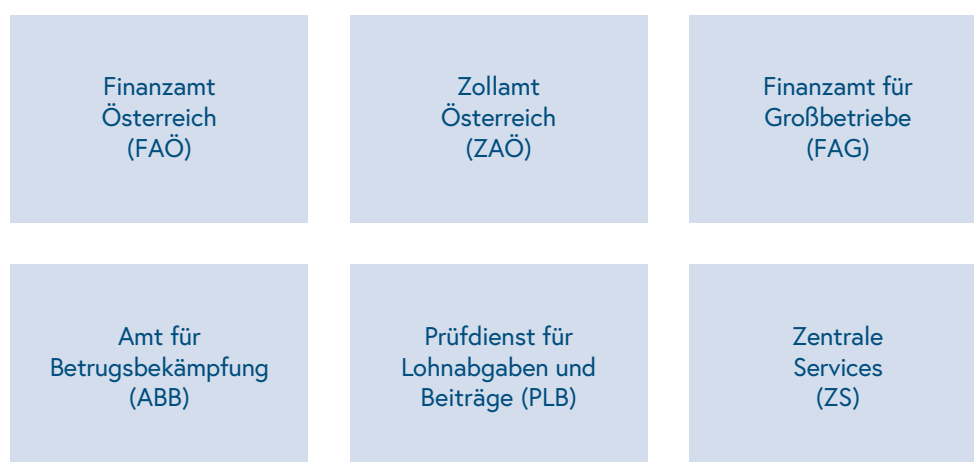 Finanzamt
Österreich
(FAÖ)
Zollamt
Österreich
(ZAÖ)
Finanzamt für
Großbetriebe
(FAG)
Amt für
Betrugsbekämpfung
(ABB)
Prüfdienst für
Lohnabgaben und
Beiträge (PLB)
Zentrale
Services
(ZS)